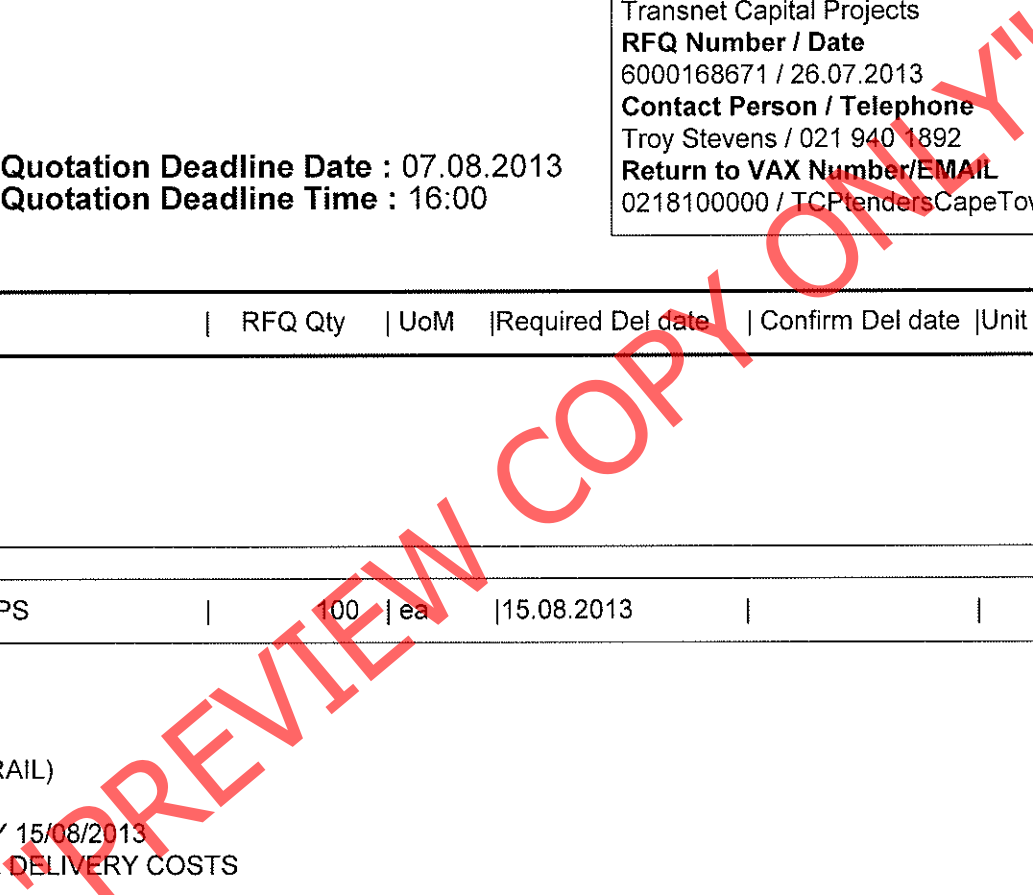 Transnet Capital Projects
RFQ Number / Date
6000168671 / 26.07.2013
Contact Person / Telephone
Troy Stevens / 021 940 1892
Quotation Deadline Date : 07.08.2013
Return to VAX Number/EMAIL
Quotation Deadline Time : 16:00
0218100000 / TCPtendersCapeTov
| RFQ Qty | UoM |Required Del date | Confirm Del date |Unit
PS | 100 | ea |15.08.2013 | |
RAIL)
Y 15/08/2013
DELIVERY COSTS
"PREVIEW COPY ONLY"